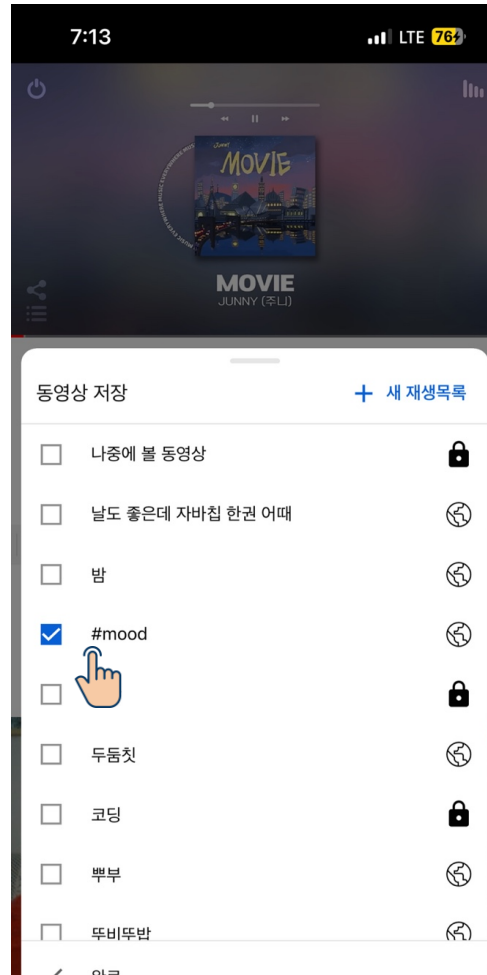 7:13 LTE 76
MOVIE
MOVIE
JUNNY (주니)
동영상 저장 + 새 재생목록
나중에 볼 동영상
날도 좋은데 자바칩 한권 어때
밤
#mood
두둠칫
코딩
뿌부
뚜비뚜밥